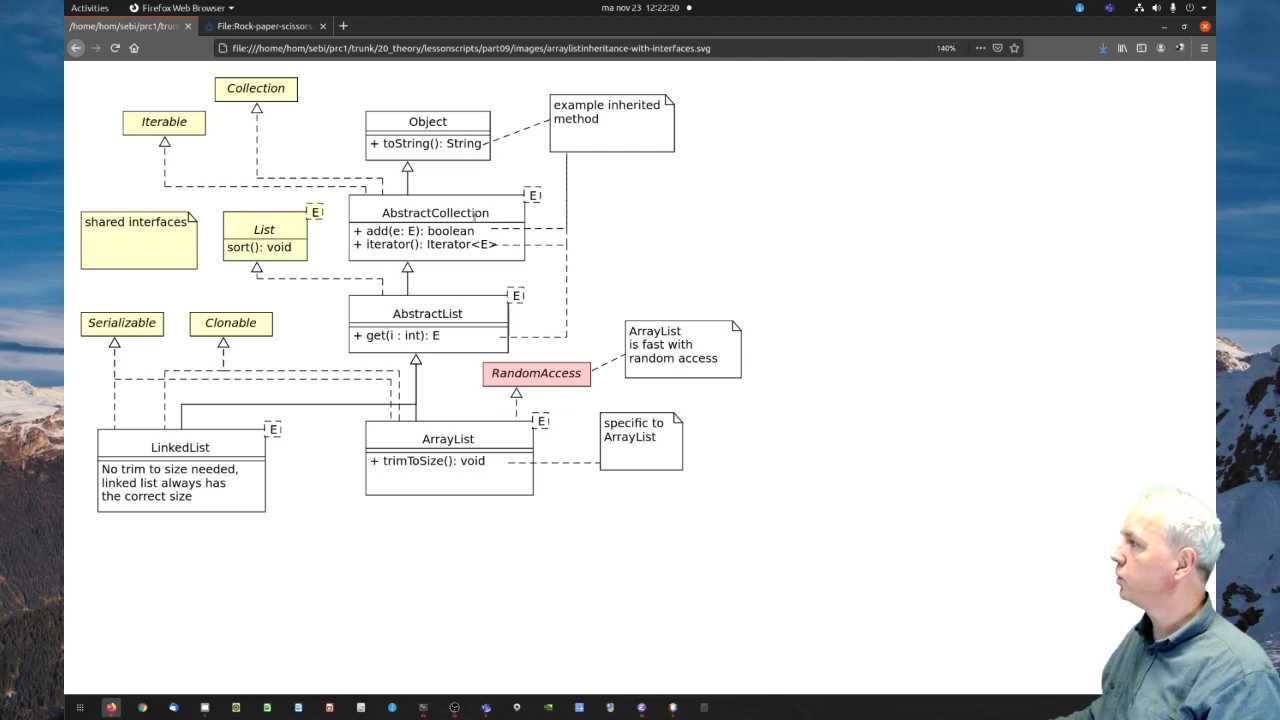 Activities
Firefox Web Browser
ma nov 23 12:22:20
/home/hom/sebi/prc1/trunk
File:Rock-paper-scissors
file:///home/hom/sebi/prc1/trunk/20_theory/lessonscripts/part09/images/arraylistinheritance-with-interfaces.svg
140%
Collection
Iterable
Object
+ toString(): String
example inherited
method
E
AbstractCollection
+ add(e: E): boolean
+ iterator(): Iterator<E>
shared interfaces
E
List
sort(): void
E
AbstractList
+ get(i : int): E
Serializable
Clonable
ArrayList
is fast with
random access
RandomAccess
E
LinkedList
No trim to size needed,
linked list always has
the correct size
E
ArrayList
+ trimToSize(): void
specific to
ArrayList